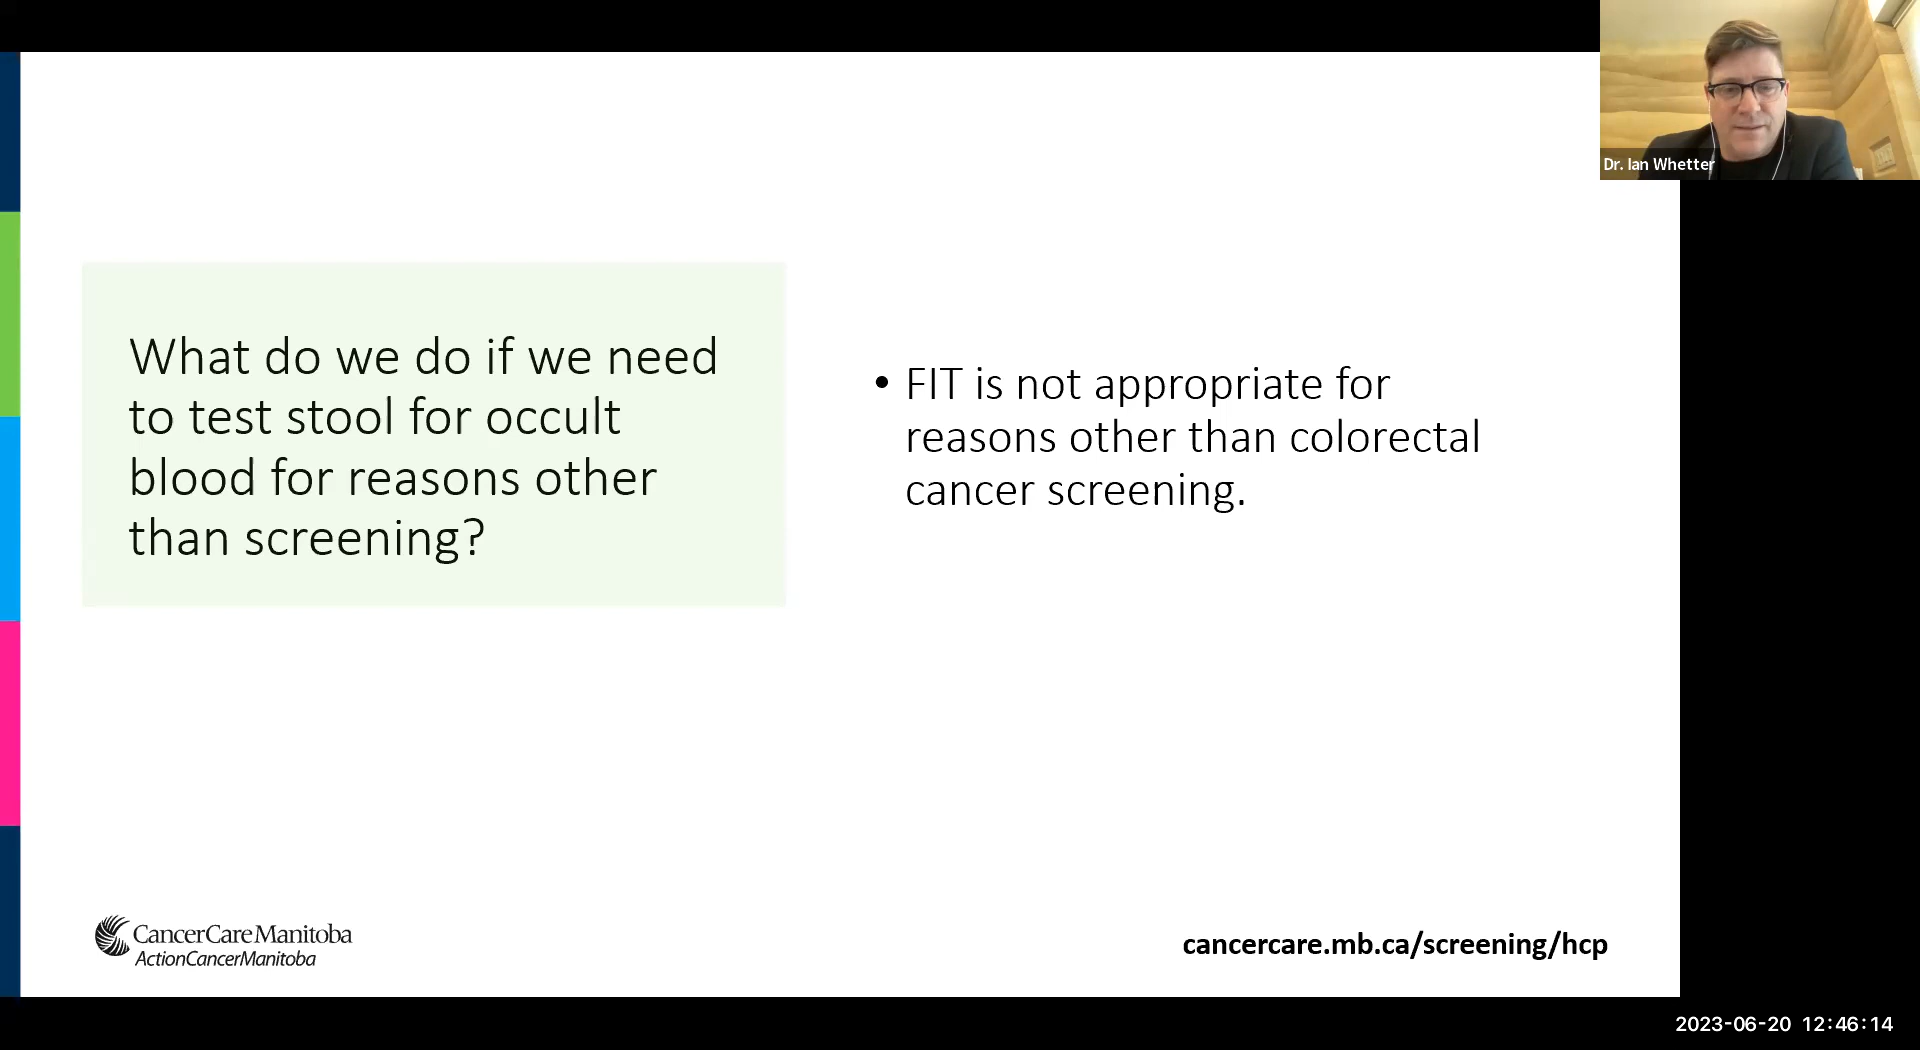 Dr. Ian Whetter
What do we do if we need
to test stool for occult
blood for reasons other
than screening?
• FIT is not appropriate for
reasons other than colorectal
cancer screening.
CancerCareManitoba
ActionCancerManitoba
cancercare.mb.ca/screening/hcp
2023-06-20 12:46:14